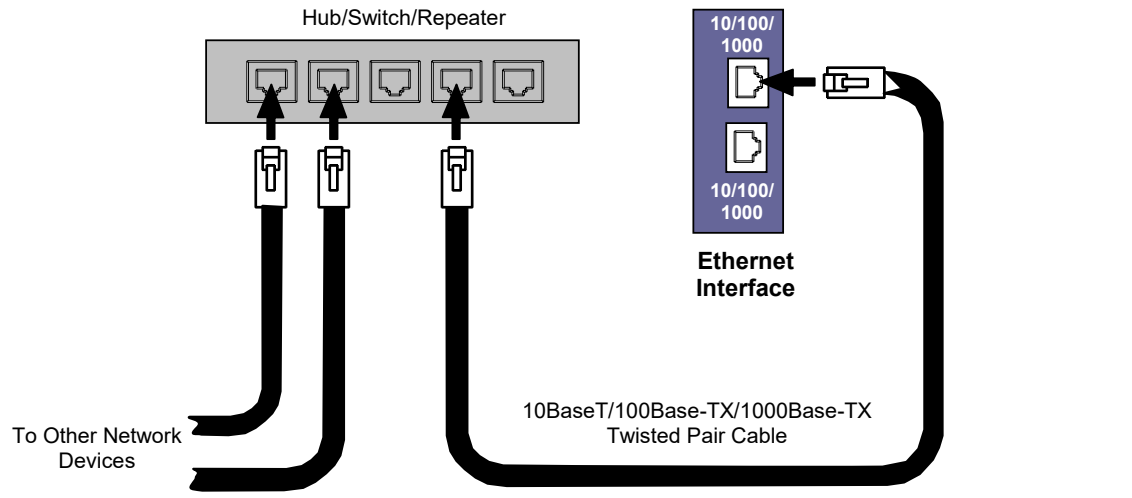 Hub/Switch/Repeater
10/100/
1000
10/100/
1000
Ethernet
Interface
10BaseT/100Base-TX/1000Base-TX
Twisted Pair Cable
To Other Network
Devices